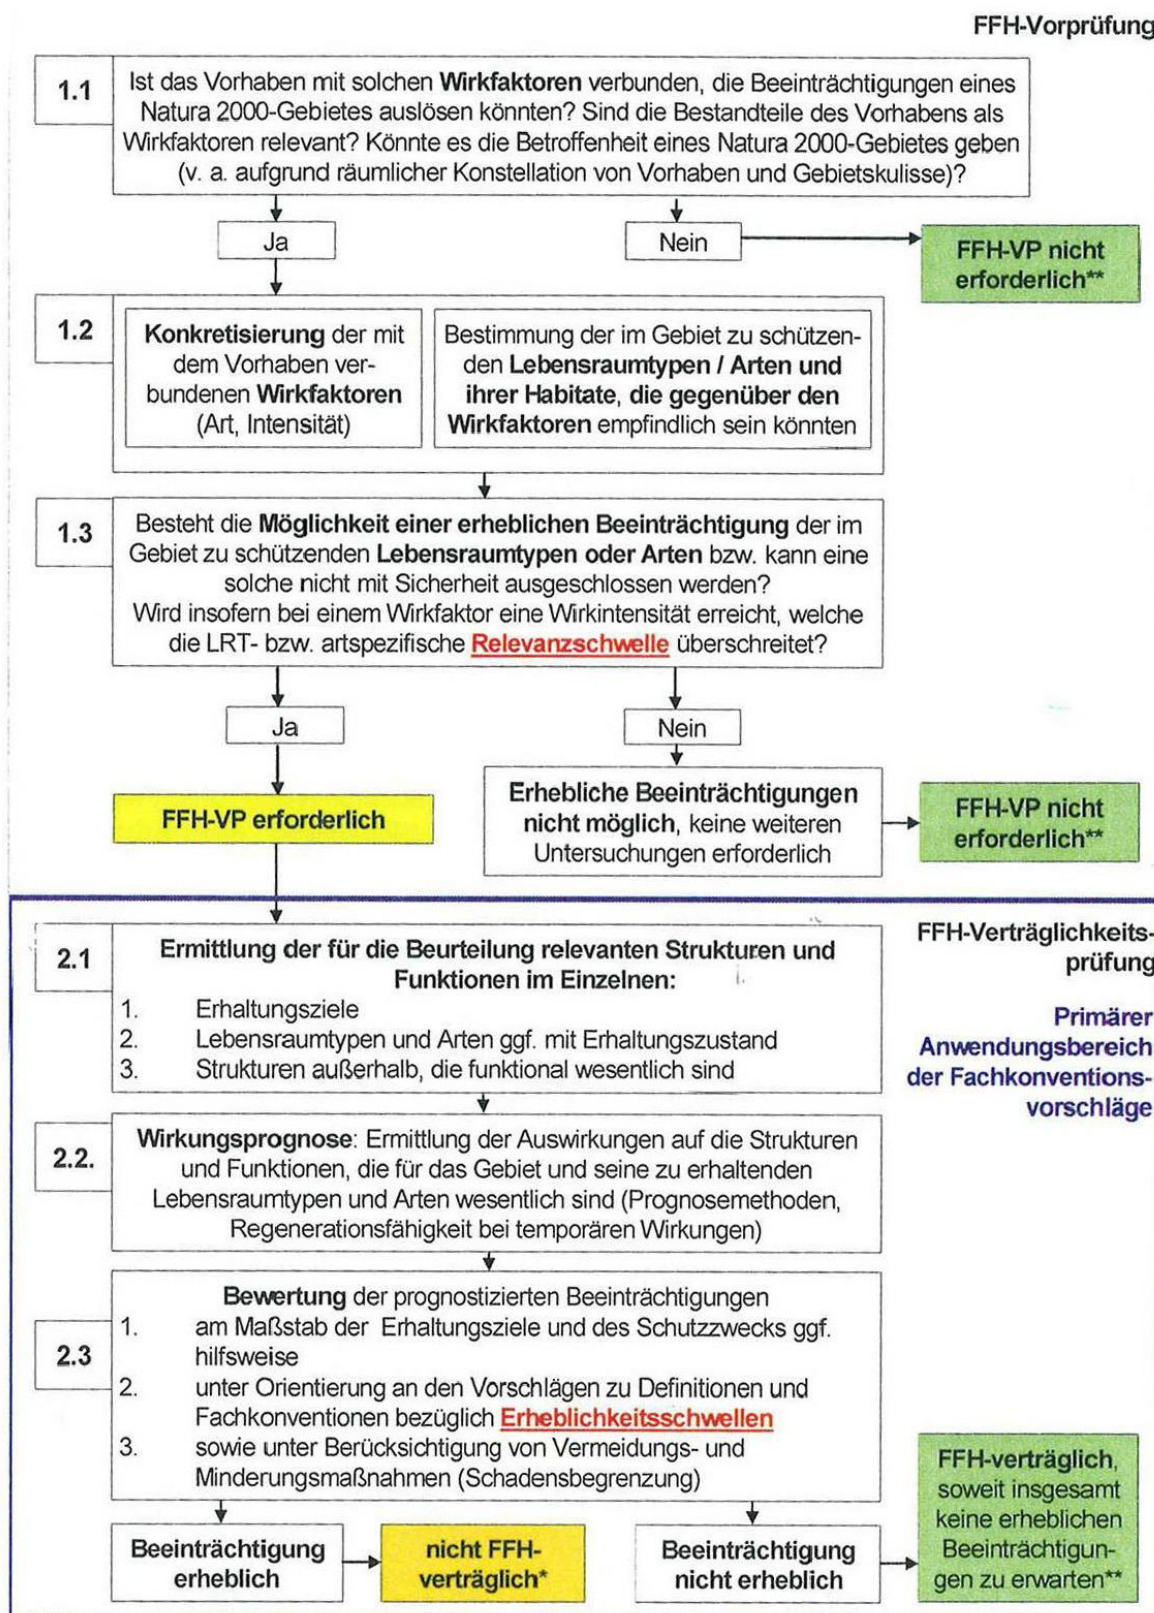 FFH-Vorprüfung
1.1
Ist das Vorhaben mit solchen Wirkfaktoren verbunden, die Beeinträchtigungen eines
Natura 2000-Gebietes auslösen könnten? Sind die Bestandteile des Vorhabens als
Wirkfaktoren relevant? Könnte es die Betroffenheit eines Natura 2000-Gebietes geben
(v. a. aufgrund räumlicher Konstellation von Vorhaben und Gebietskulisse)?
Ja
Nein
FFH-VP nicht
erforderlich**
1.2
Konkretisierung der mit
dem Vorhaben ver-
bundenen Wirkfaktoren
(Art, Intensität)
Bestimmung der im Gebiet zu schützen-
den Lebensraumtypen / Arten und
ihrer Habitate, die gegenüber den
Wirkfaktoren empfindlich sein könnten
1.3
Besteht die Möglichkeit einer erheblichen Beeinträchtigung der im
Gebiet zu schützenden Lebensraumtypen oder Arten bzw. kann eine
solche nicht mit Sicherheit ausgeschlossen werden?
Wird insofern bei einem Wirkfaktor eine Wirkintensität erreicht, welche
die LRT- bzw. artspezifische Relevanzschwelle überschreitet?
Ja
Nein
FFH-VP erforderlich
Erhebliche Beeinträchtigungen
nicht möglich, keine weiteren
Untersuchungen erforderlich
FFH-VP nicht
erforderlich**
FFH-Verträglichkeits-
prüfung
Primärer
Anwendungsbereich
der Fachkonventions-
vorschläge
2.1
Ermittlung der für die Beurteilung relevanten Strukturen und
Funktionen im Einzelnen:
1. Erhaltungsziele
2. Lebensraumtypen und Arten ggf. mit Erhaltungszustand
3. Strukturen außerhalb, die funktional wesentlich sind
2.2.
Wirkungsprognose: Ermittlung der Auswirkungen auf die Strukturen
und Funktionen, die für das Gebiet und seine zu erhaltenden
Lebensraumtypen und Arten wesentlich sind (Prognosemethoden,
Regenerationsfähigkeit bei temporären Wirkungen)
2.3
Bewertung der prognostizierten Beeinträchtigungen
1. am Maßstab der Erhaltungsziele und des Schutzzwecks ggf.
hilfsweise
2. unter Orientierung an den Vorschlägen zu Definitionen und
Fachkonventionen bezüglich Erheblichkeitsschwellen
3. sowie unter Berücksichtigung von Vermeidungs- und
Minderungsmaßnahmen (Schadensbegrenzung)
Beeinträchtigung
erheblich
nicht FFH-
verträglich*
Beeinträchtigung
nicht erheblich
FFH-verträglich,
soweit insgesamt
keine erheblichen
Beeinträchtigun-
gen zu erwarten**